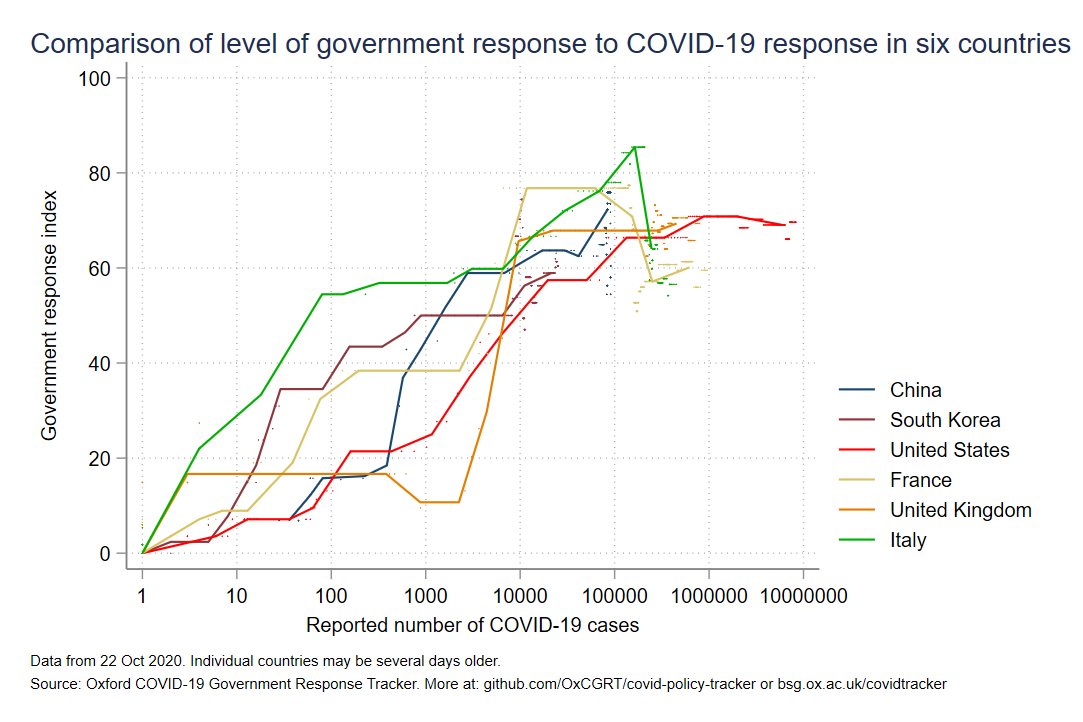 Comparison of level of government response to COVID-19 response in six countries
100
80
60
40
20
0
Government response index
1 10 100 1000 10000 100000 1000000 10000000
Reported number of COVID-19 cases
China
South Korea
United States
France
United Kingdom
Italy
Data from 22 Oct 2020. Individual countries may be several days older.
Source: Oxford COVID-19 Government Response Tracker. More at: github.com/OxCGRT/covid-policy-tracker or bsg.ox.ac.uk/covidtracker